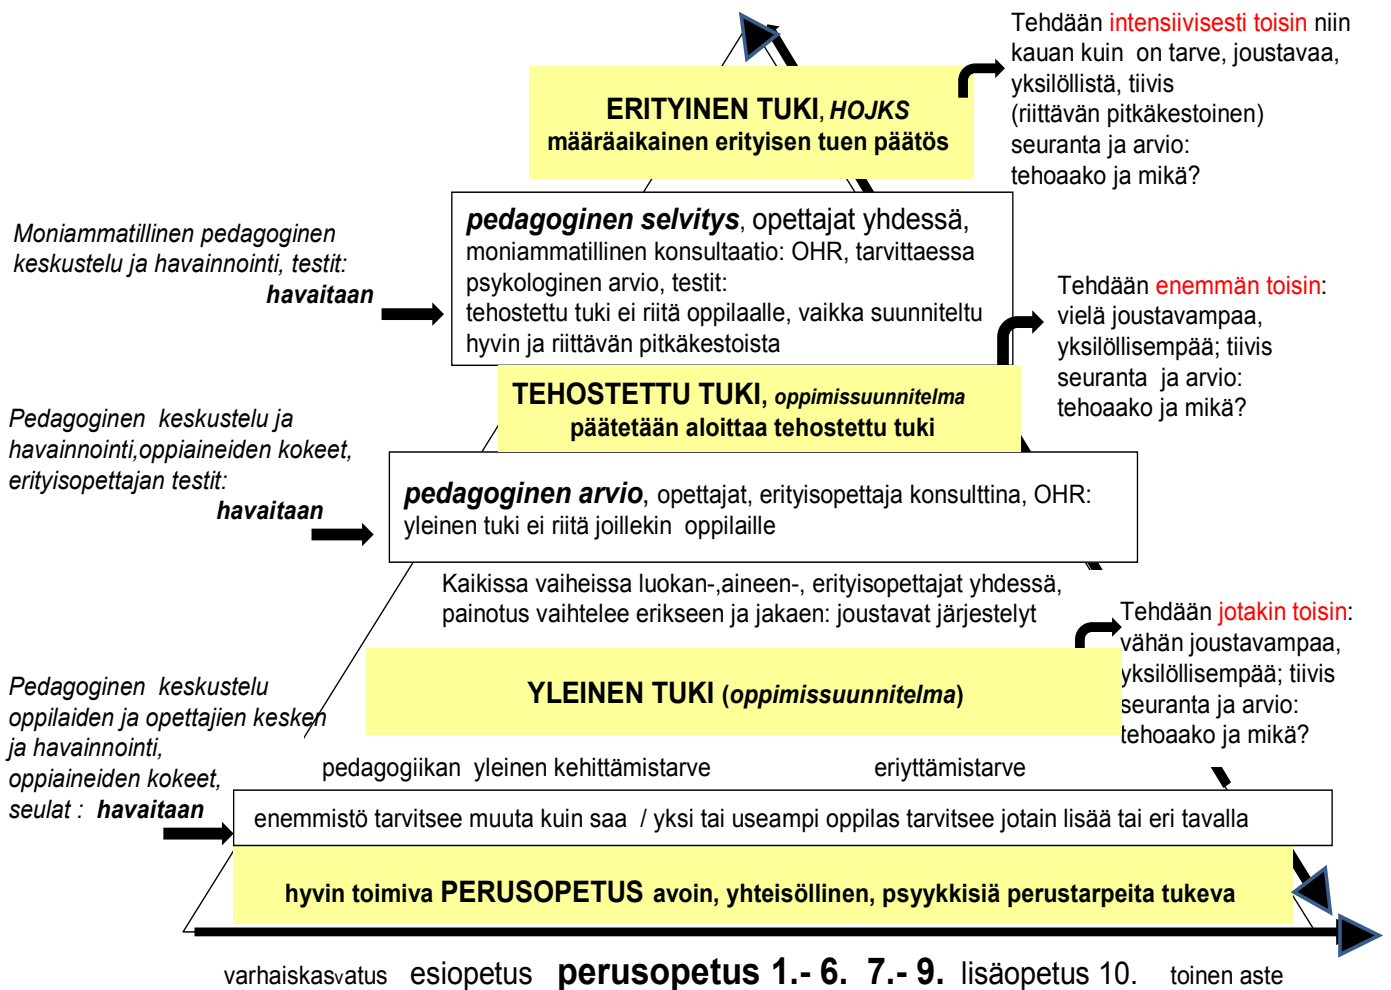 Tehdään intensiivisesti toisin niin
kauan kuin on tarve, joustavaa,
yksilöllistä, tiivis
(riittävän pitkäkestoinen)
seuranta ja arvio:
tehoaako ja mikä?
ERITYINEN TUKI, HOJKS
määräaikainen erityisen tuen päätös
Moniammatillinen pedagoginen
keskustelu ja havainnointi, testit:
havaitaan
pedagoginen selvitys, opettajat yhdessä,
moniammatillinen konsultaatio: OHR, tarvittaessa
psykologinen arvio, testit:
tehostettu tuki ei riitä oppilaalle, vaikka suunniteltu
hyvin ja riittävän pitkäkestoista
Tehdään enemmän toisin:
vielä joustavampaa,
yksilöllisempää; tiivis
seuranta ja arvio:
tehoaako ja mikä?
TEHOSTETTU TUKI, oppimissuunnitelma
päätetään aloittaa tehostettu tuki
Pedagoginen keskustelu ja
havainnointi,oppiaineiden kokeet,
erityisopettajan testit:
havaitaan
pedagoginen arvio, opettajat, erityisopettaja konsulttina, OHR:
yleinen tuki ei riitä joillekin oppilaille
Kaikissa vaiheissa luokan-,aineen-, erityisopettajat yhdessä,
painotus vaihtelee erikseen ja jakaen: joustavat järjestelyt
Tehdään jotakin toisin:
vähän joustavampaa,
yksilöllisempää; tiivis
seuranta ja arvio:
tehoaako ja mikä?
YLEINEN TUKI (oppimissuunnitelma)
Pedagoginen keskustelu
oppilaiden ja opettajien kesken
ja havainnointi,
oppiaineiden kokeet,
seulat : havaitaan
pedagogiikan yleinen kehittämistarve eriyttämistarve
enemmistö tarvitsee muuta kuin saa / yksi tai useampi oppilas tarvitsee jotain lisää tai eri tavalla
hyvin toimiva PERUSOPETUS avoin, yhteisöllinen, psyykkisiä perustarpeita tukeva
varhaiskasvatus esiopetus perusopetus 1.- 6. 7.- 9. lisäopetus 10. toinen aste